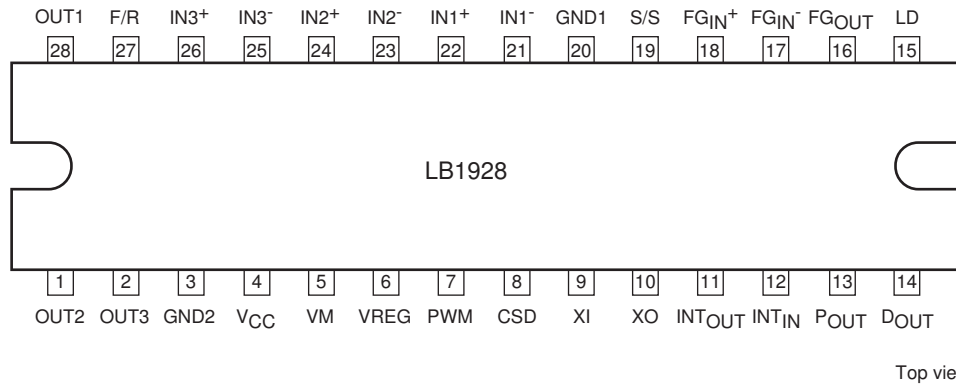 OUT1 F/R IN3+ IN3- IN2+ IN2- IN1+ IN1- GND1 S/S FGIN+ FGIN- FGOUT LD
28 27 26 25 24 23 22 21 20 19 18 17 16 15
LB1928
1 2 3 4 5 6 7 8 9 10 11 12 13 14
OUT2 OUT3 GND2 VCC VM VREG PWM CSD XI XO INTOUT INTIN POUT DOUT
Top vie